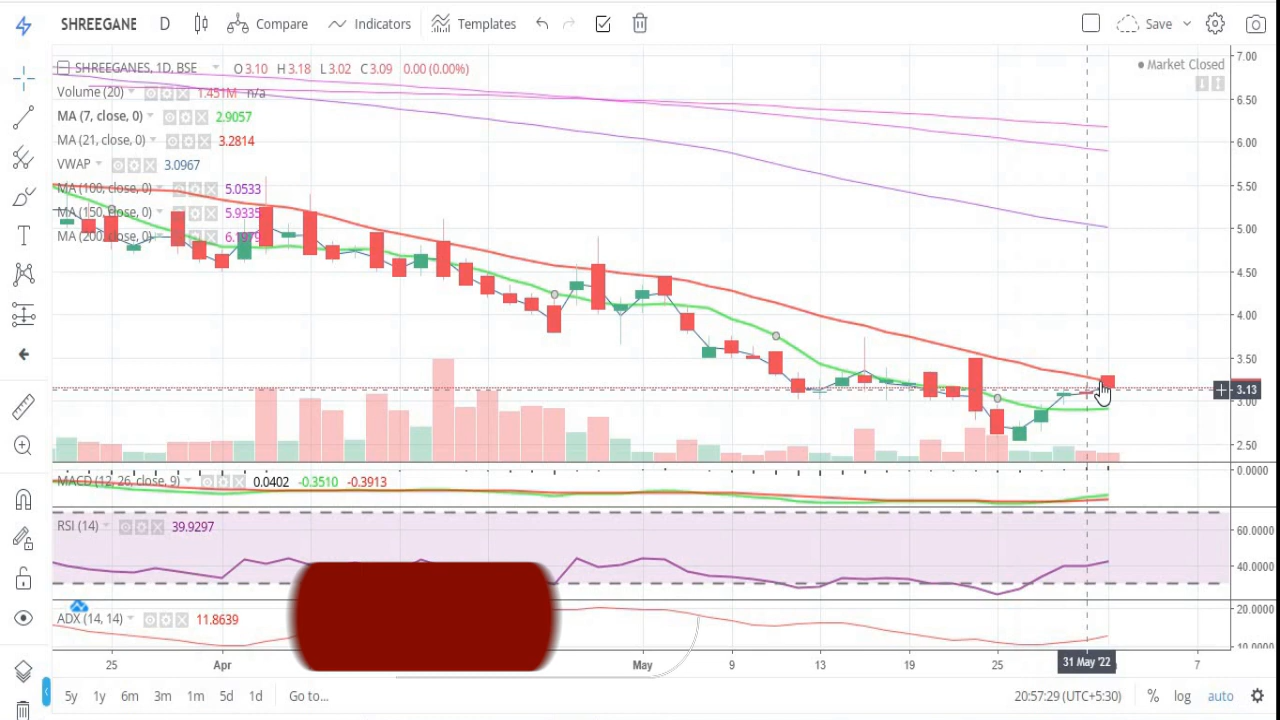 SHREEGANE D Compare Indicators Templates Save
SHREEGANES, 1D, BSE O3.10 H3.18 L3.02 C3.09 0.00 (0.00%)
Market Closed
Volume (20) 1.451M n/a
MA (7, close, 0) 2.9057
MA (21, close, 0) 3.2814
VWAP 3.0967
MA (100, close, 0) 5.0533
MA (150, close, 0) 5.9335
MA (200, close, 0)
7.00
6.50
6.00
5.50
5.00
4.50
4.00
3.50
3.13
3.00
2.50
MACD (12, 26, close, 9) 0.0402 -0.3510 -0.3913
0.0000
RSI (14) 39.9297
60.0000
40.0000
ADX (14, 14) 11.8639
20.0000
10.0000
25 Apr May 9 13 19 25 31 May '22 7
5y 1y 6m 3m 1m 5d 1d Go to... 20:57:29 (UTC+5:30) % log auto